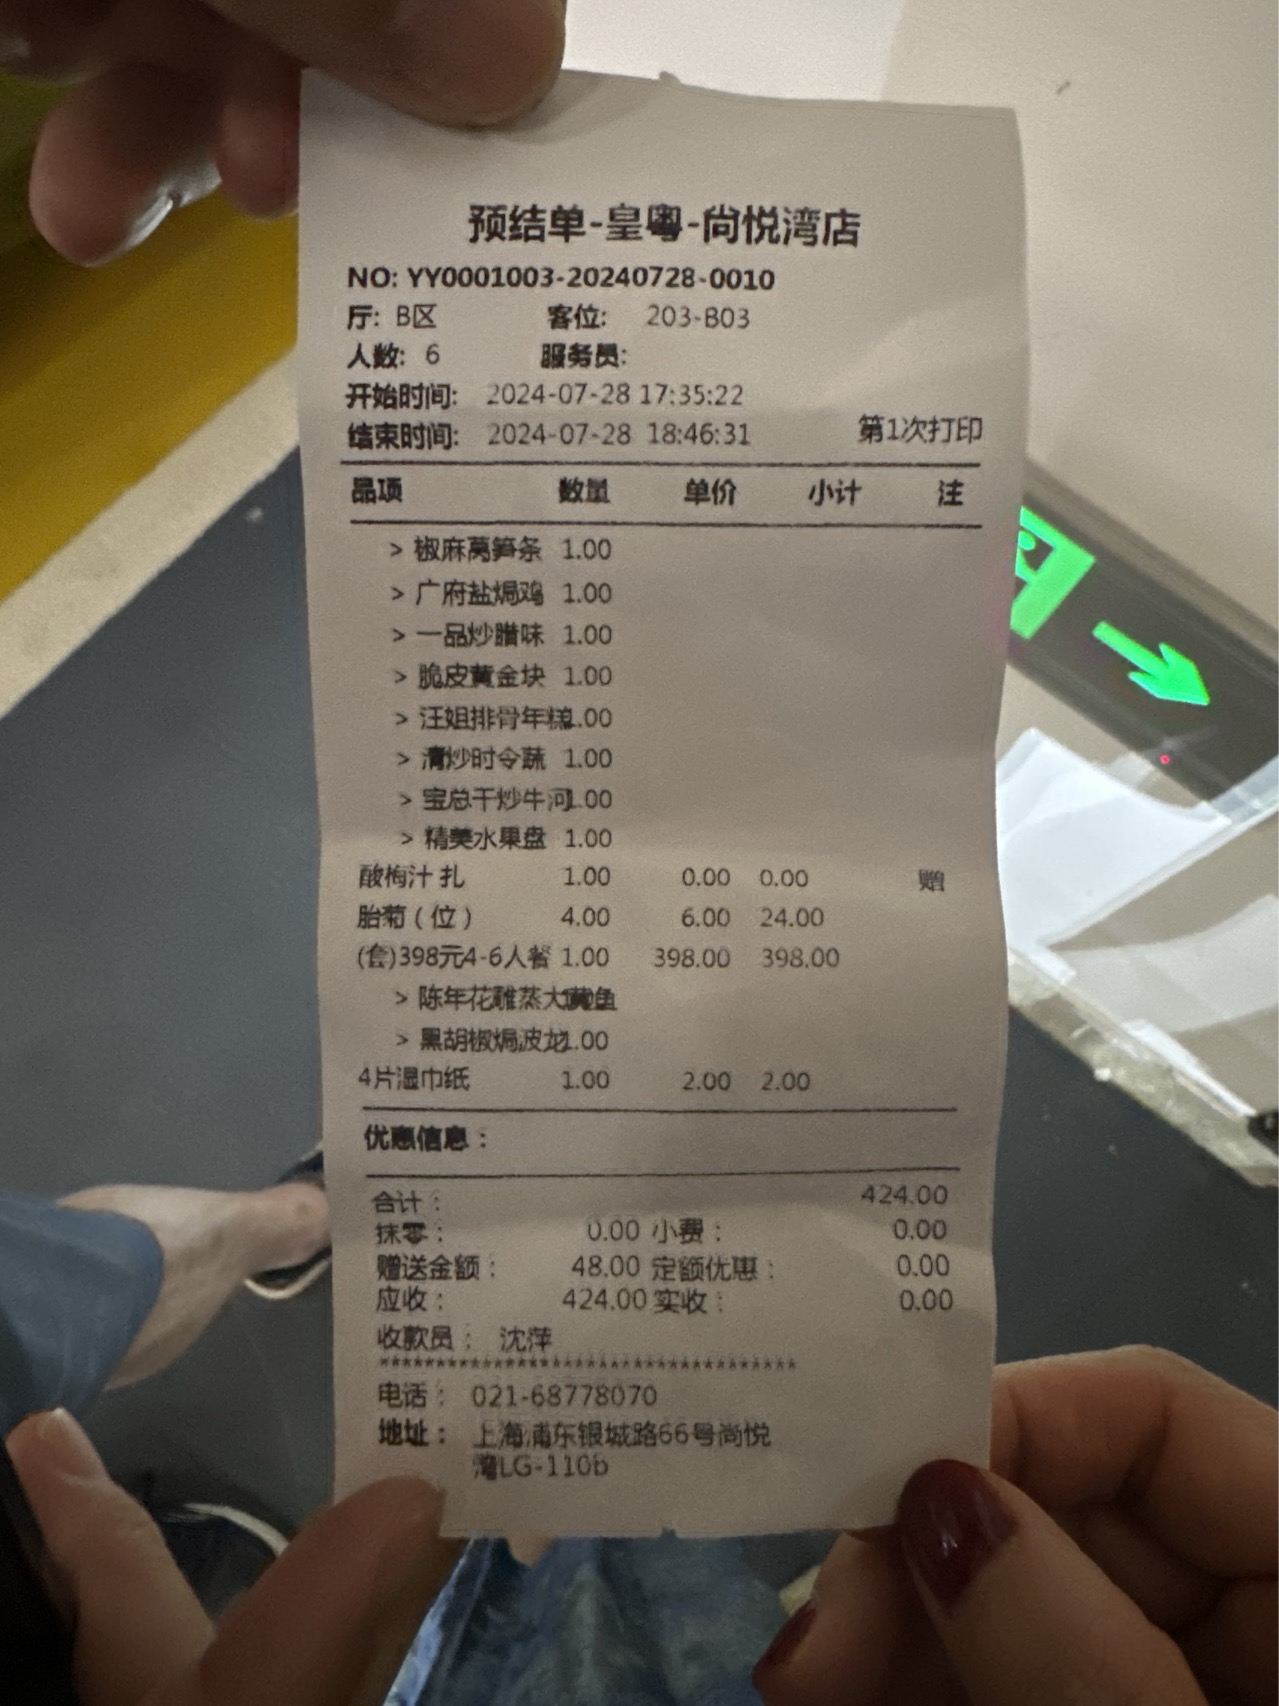 预结单-皇粤-尚悦湾店
NO: YY0001003-20240728-0010
厅: B区 客位: 203-B03
人数: 6 服务员:
开始时间: 2024-07-28 17:35:22
结束时间: 2024-07-28 18:46:31 第1次打印
品项 数量 单价 小计 注
> 椒麻莴笋条 1.00
> 广府盐焗鸡 1.00
> 一品炒腊味 1.00
> 脆皮黄金块 1.00
> 汪姐排骨年糕1.00
> 清炒时令蔬 1.00
> 宝总干炒牛河1.00
> 精美水果盘 1.00
酸梅汁 扎 1.00 0.00 0.00 赠
胎菊 ( 位 ) 4.00 6.00 24.00
(套)398元4-6人餐 1.00 398.00 398.00
> 陈年花雕蒸大黄鱼
> 黑胡椒焗波龙1.00
4片湿巾纸 1.00 2.00 2.00
优惠信息：
合计： 424.00
抹零： 0.00 小费： 0.00
赠送金额： 48.00 定额优惠： 0.00
应收： 424.00 实收： 0.00
收款员： 沈萍
************************************
电话： 021-68778070
地址： 上海浦东银城路66号尚悦
湾LG-110b